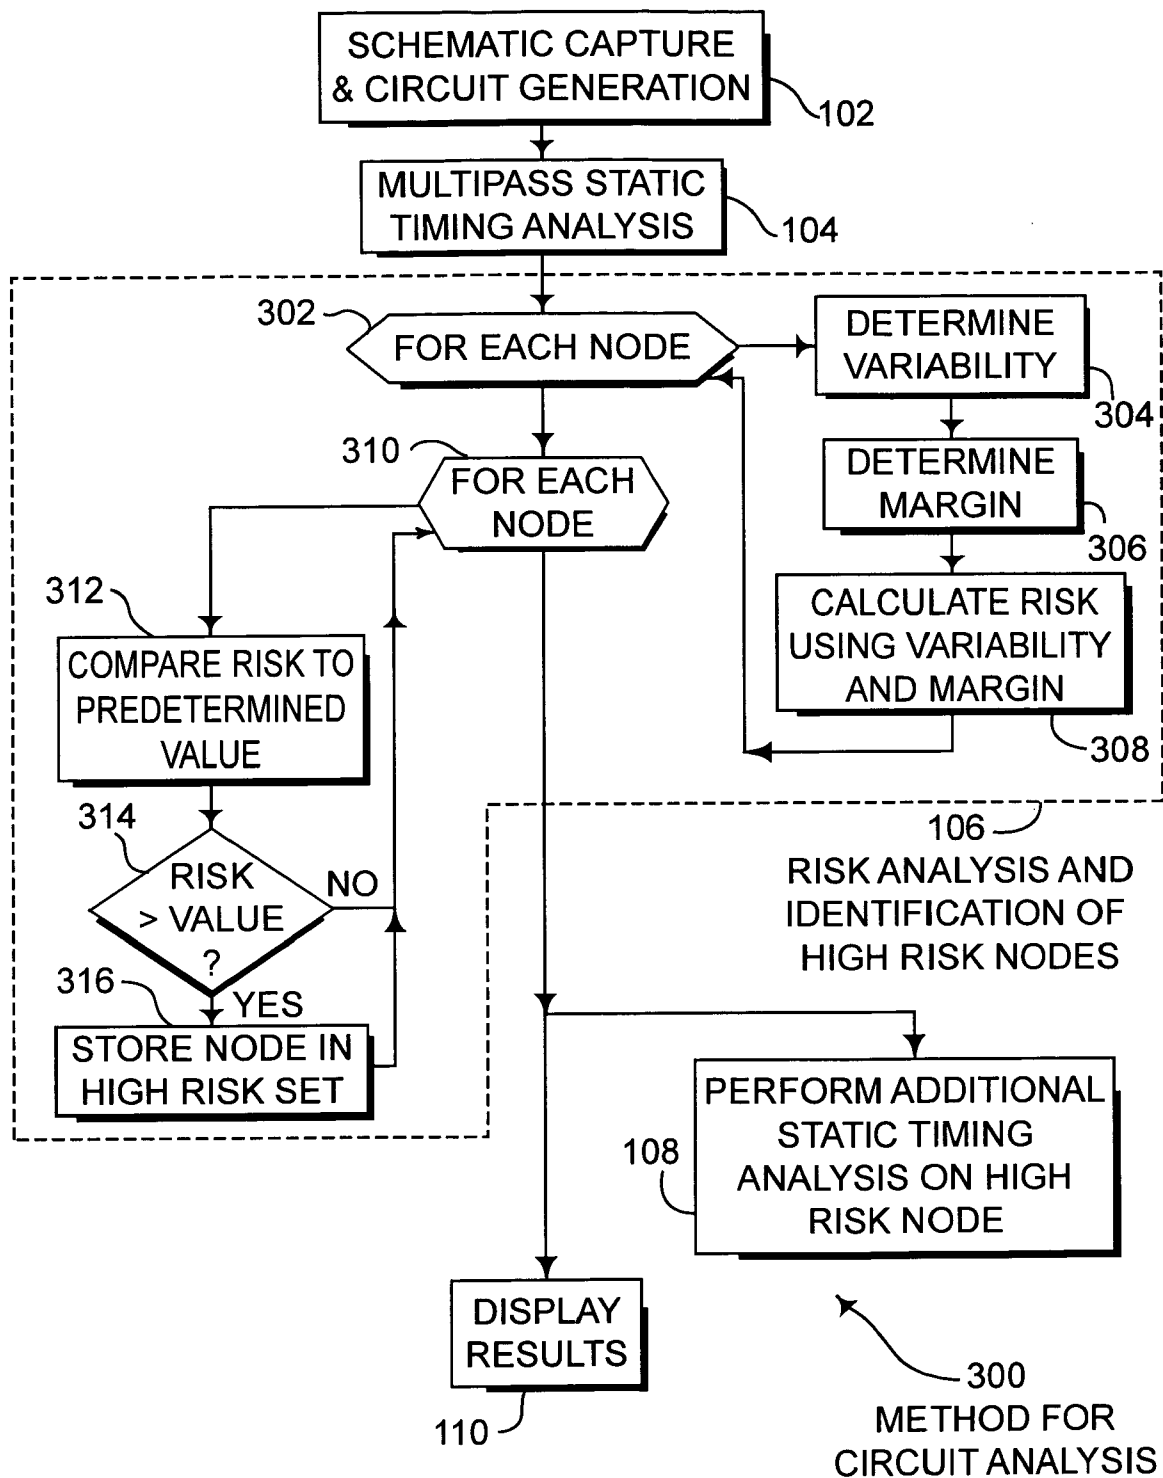 SCHEMATIC CAPTURE
& CIRCUIT GENERATION
102
MULTIPASS STATIC
TIMING ANALYSIS
104
302
FOR EACH NODE
DETERMINE
VARIABILITY
304
310
FOR EACH
NODE
DETERMINE
MARGIN
306
312
COMPARE RISK TO
PREDETERMINED
VALUE
CALCULATE RISK
USING VARIABILITY
AND MARGIN
308
314
RISK
> VALUE
?
NO
YES
106
RISK ANALYSIS AND
IDENTIFICATION OF
HIGH RISK NODES
316
STORE NODE IN
HIGH RISK SET
108
PERFORM ADDITIONAL
STATIC TIMING
ANALYSIS ON HIGH
RISK NODE
DISPLAY
RESULTS
110
300
METHOD FOR
CIRCUIT ANALYSIS